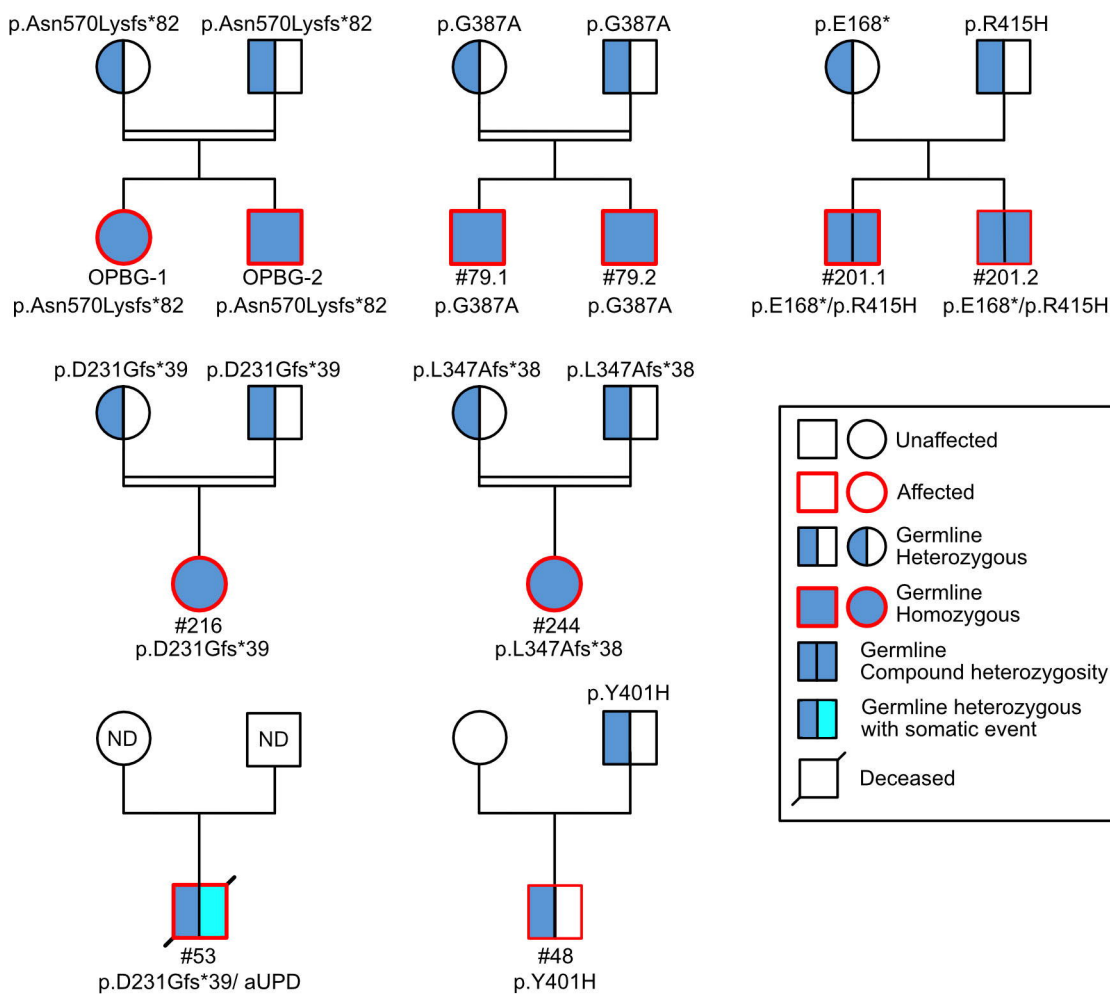 p.Asn570Lysfs*82 p.Asn570Lysfs*82
OPBG-1 OPBG-2
p.Asn570Lysfs*82 p.Asn570Lysfs*82
p.G387A p.G387A
#79.1 #79.2
p.G387A p.G387A
p.E168* p.R415H
#201.1 #201.2
p.E168*/p.R415H p.E168*/p.R415H
p.D231Gfs*39 p.D231Gfs*39
#216
p.D231Gfs*39
p.L347Afs*38 p.L347Afs*38
#244
p.L347Afs*38
ND ND
#53
p.D231Gfs*39/ aUPD
p.Y401H
#48
p.Y401H
Unaffected
Affected
Germline
Heterozygous
Germline
Homozygous
Germline
Compound heterozygosity
Germline heterozygous
with somatic event
Deceased